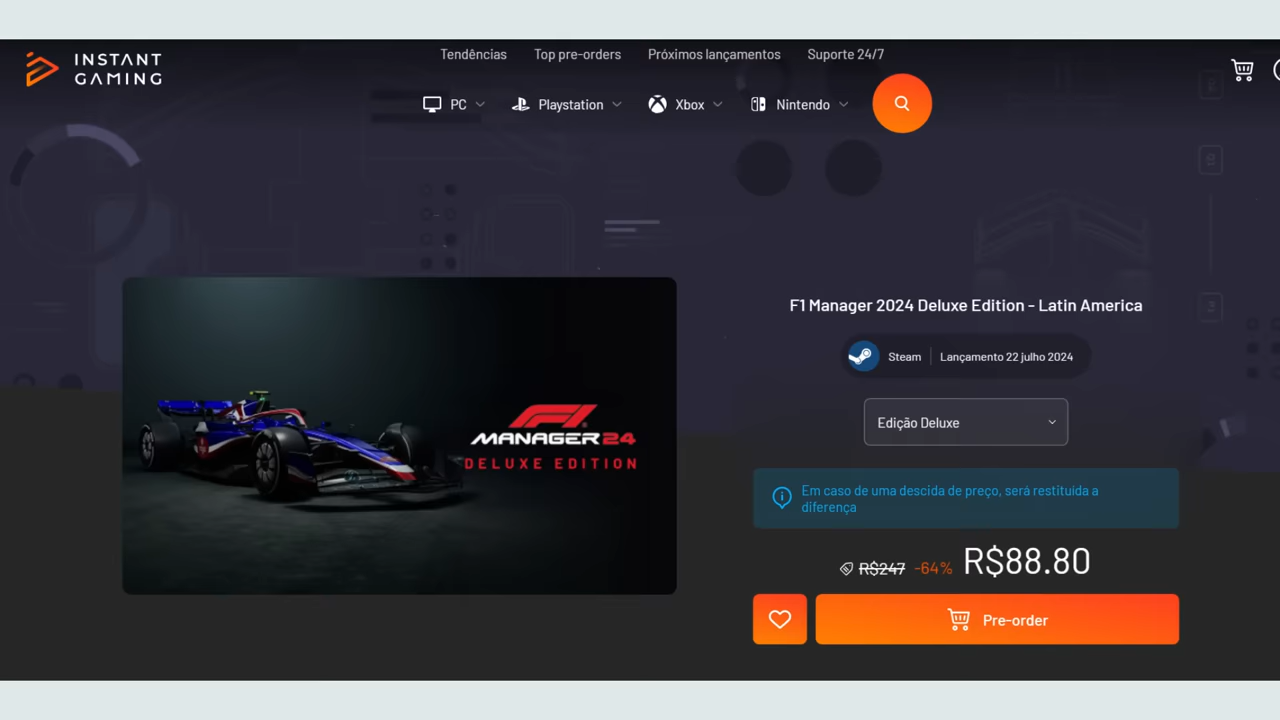 INSTANT
GAMING
Tendências
Top pre-orders
Próximos lançamentos
Suporte 24/7
PC
Playstation
Xbox
Nintendo
MANAGER 24
DELUXE EDITION
F1 Manager 2024 Deluxe Edition - Latin America
Steam
Lançamento 22 julho 2024
Edição Deluxe
Em caso de uma descida de preço, será restituída a
diferença
R$247 -64% R$88.80
Pre-order